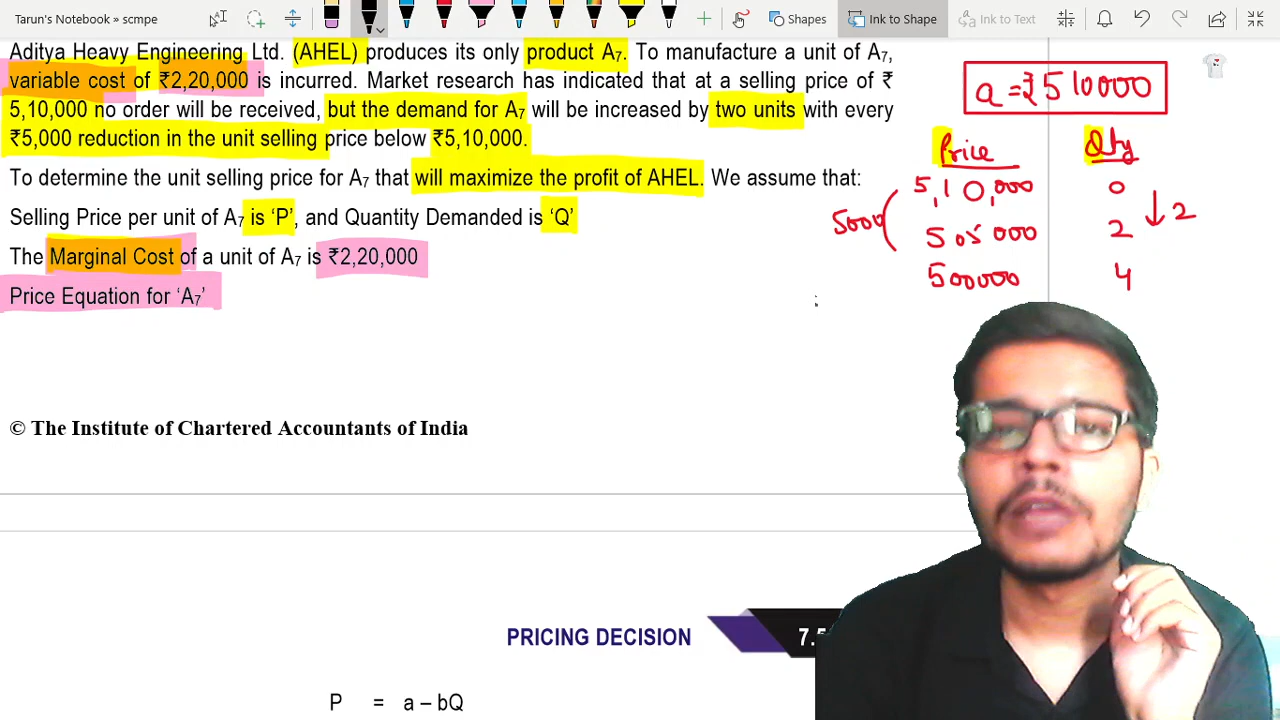 Tarun's Notebook » scmpe
Shapes
Ink to Shape
Ink to Text
Aditya Heavy Engineering Ltd. (AHEL) produces its only product A7. To manufacture a unit of A7,
variable cost of ₹2,20,000 is incurred. Market research has indicated that at a selling price of ₹
5,10,000 no order will be received, but the demand for A7 will be increased by two units with every
₹5,000 reduction in the unit selling price below ₹5,10,000.
To determine the unit selling price for A7 that will maximize the profit of AHEL. We assume that:
Selling Price per unit of A7 is 'P', and Quantity Demanded is 'Q'
The Marginal Cost of a unit of A7 is ₹2,20,000
Price Equation for 'A7'
a = ₹510000
Price Qty
5,10,000 0
5000 505000 2 ↓2
500000 4
© The Institute of Chartered Accountants of India
PRICING DECISION 7.5
P = a – bQ